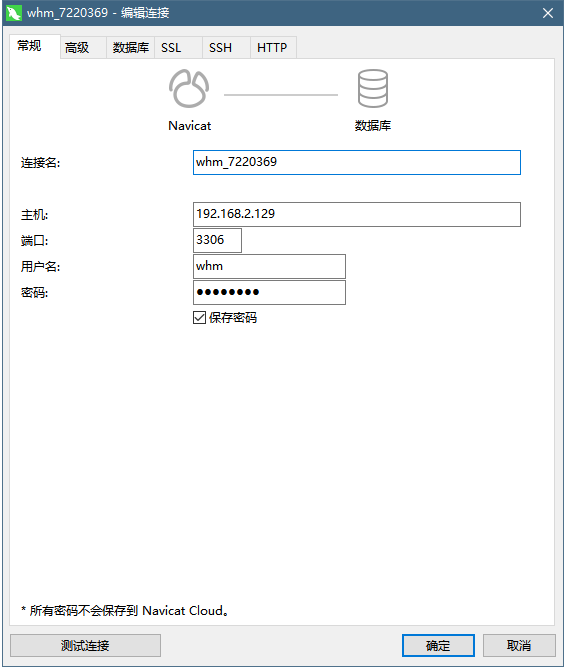 whm_7220369 - 编辑连接
常规 高级 数据库 SSL SSH HTTP
Navicat 数据库
连接名: whm_7220369
主机: 192.168.2.129
端口: 3306
用户名: whm
密码: ●●●●●●●●
保存密码
* 所有密码不会保存到 Navicat Cloud。
测试连接 确定 取消